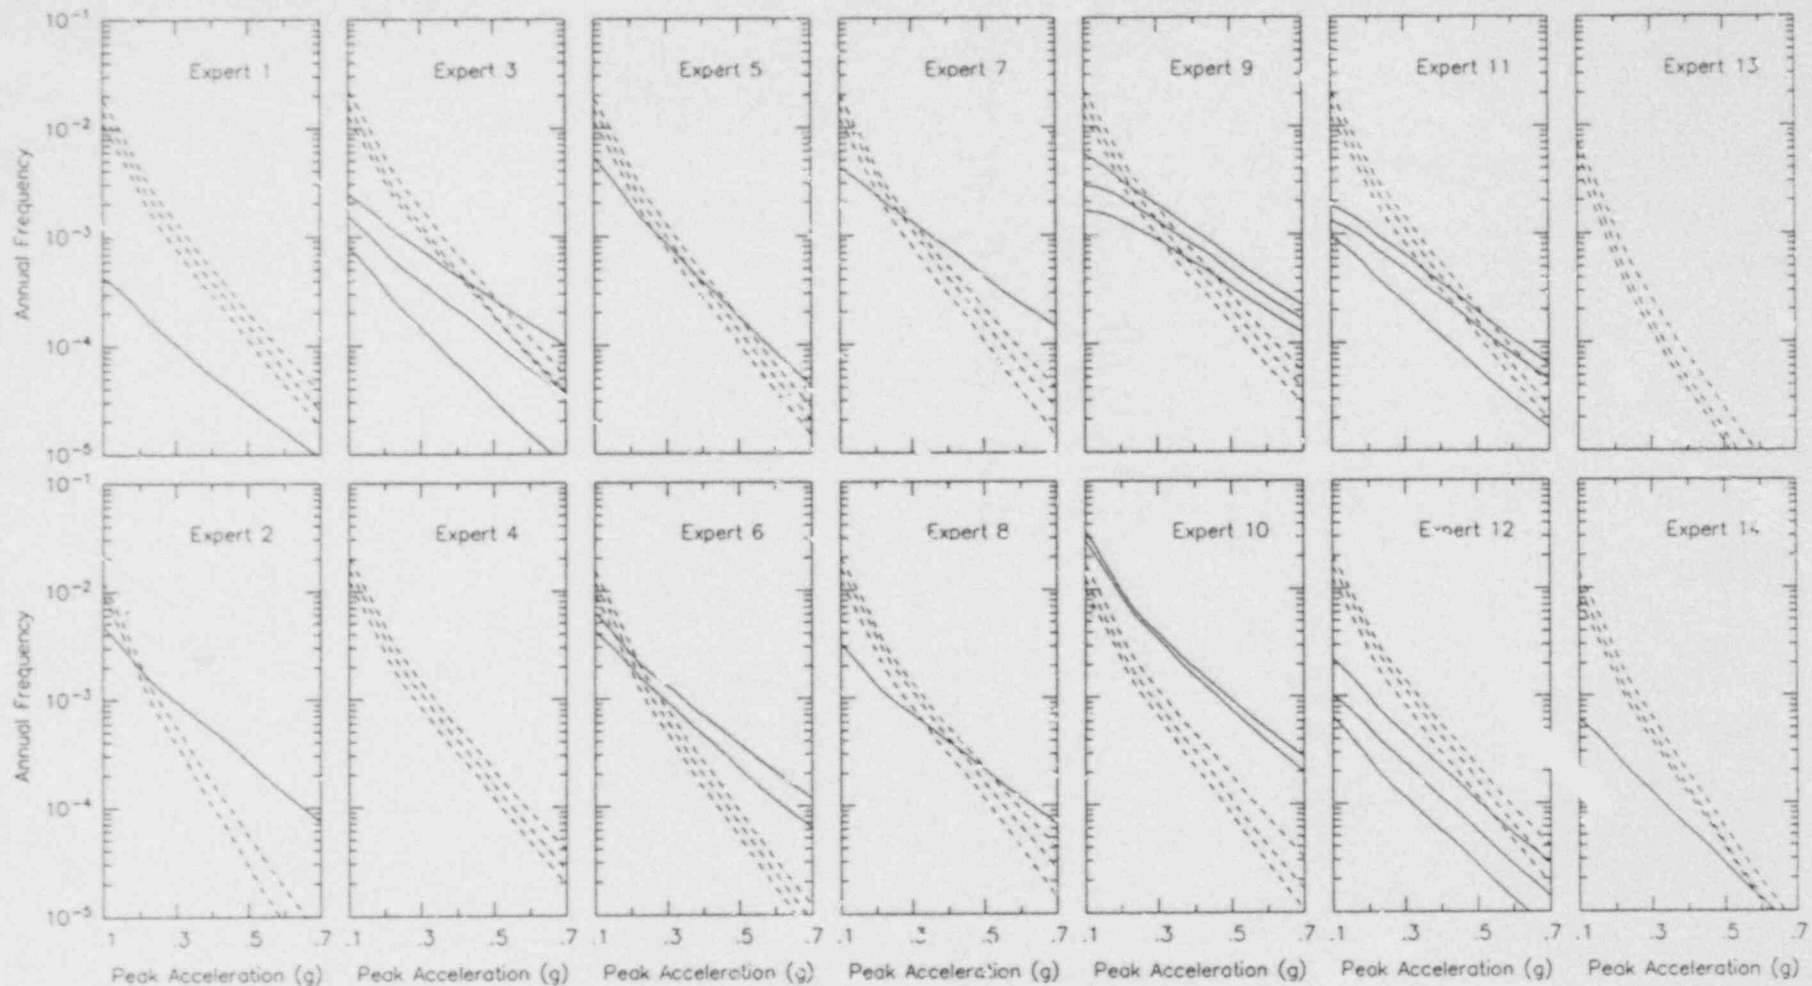 10⁻¹
Expert 1 Expert 3 Expert 5 Expert 7 Expert 9 Expert 11 Expert 13
10⁻²
Annual Frequency
10⁻³
10⁻⁴
10⁻⁵
10⁻¹
Expert 2 Expert 4 Expert 6 Expert 8 Expert 10 Expert 12 Expert 14
10⁻²
Annual Frequency
10⁻³
10⁻⁴
10⁻⁵
.1 .3 .5 .7 .1 .3 .5 .7 .1 .3 .5 .7 .1 .3 .5 .7 .1 .3 .5 .7 .1 .3 .5 .7 .1 .3 .5 .7
Peak Acceleration (g) Peak Acceleration (g) Peak Acceleration (g) Peak Acceleration (g) Peak Acceleration (g) Peak Acceleration (g) Peak Acceleration (g)